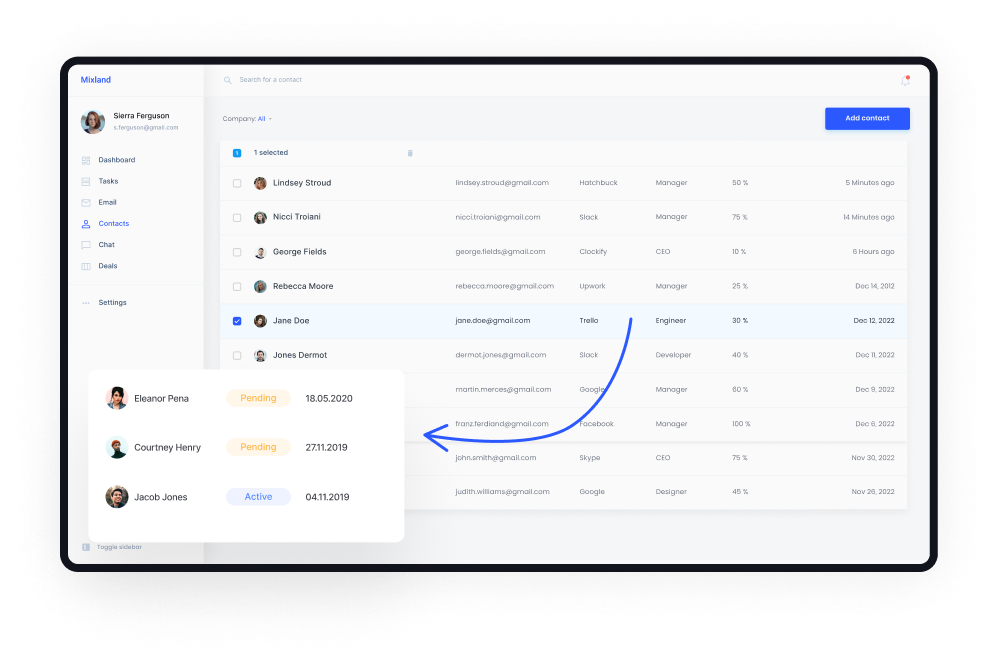 Mixland
Search for a contact
Sierra Ferguson
s.ferguson@gmail.com
Company: All
Add contact
Dashboard
Tasks
Email
Contacts
Chat
Deals
Settings
1 1 selected
Lindsey Stroud lindsey.stroud@gmail.com Hatchbuck Manager 50 % 5 Minutes ago
Nicci Troiani nicci.troiani@gmail.com Slack Manager 75 % 14 Minutes ago
George Fields george.fields@gmail.com Clockify CEO 10 % 6 Hours ago
Rebecca Moore rebecca.moore@gmail.com Upwork Manager 25 % Dec 14, 2012
Jane Doe jane.doe@gmail.com Trello Engineer 30 % Dec 12, 2022
Jones Dermot dermot.jones@gmail.com Slack Developer 40 % Dec 11, 2022
martin.merces@gmail.com Google Manager 60 % Dec 9, 2022
franz.ferdiand@gmail.com Facebook Manager 100 % Dec 6, 2022
john.smith@gmail.com Skype CEO 75 % Nov 30, 2022
judith.williams@gmail.com Google Designer 45 % Nov 26, 2022
Eleanor Pena Pending 18.05.2020
Courtney Henry Pending 27.11.2019
Jacob Jones Active 04.11.2019
Toggle sidebar